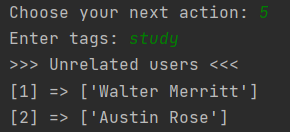 Choose your next action: 5
Enter tags: study
>>> Unrelated users <<<
[1] => ['Walter Merritt']
[2] => ['Austin Rose']